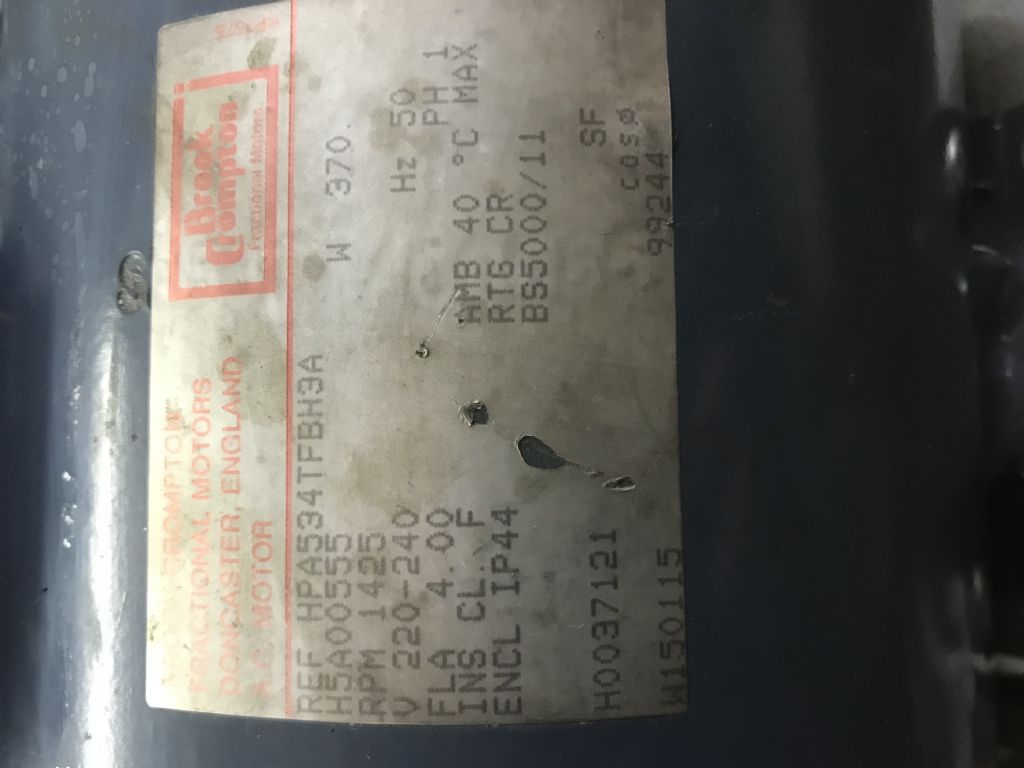 Brook
Crompton
Fractional Motors
CROMPTON
FRACTIONAL MOTORS
DONCASTER, ENGLAND
A.C. MOTOR
REF HPA534TFBH3A
H5A00555 W 370.
RPM 1425
V 220-240 Hz 50
FLA 4.00 PH 1
INS CL. F AMB 40 °C MAX
ENCL IP44 RTG CR
BS5000/11
H0037121 SF
COSØ
W150115 99244